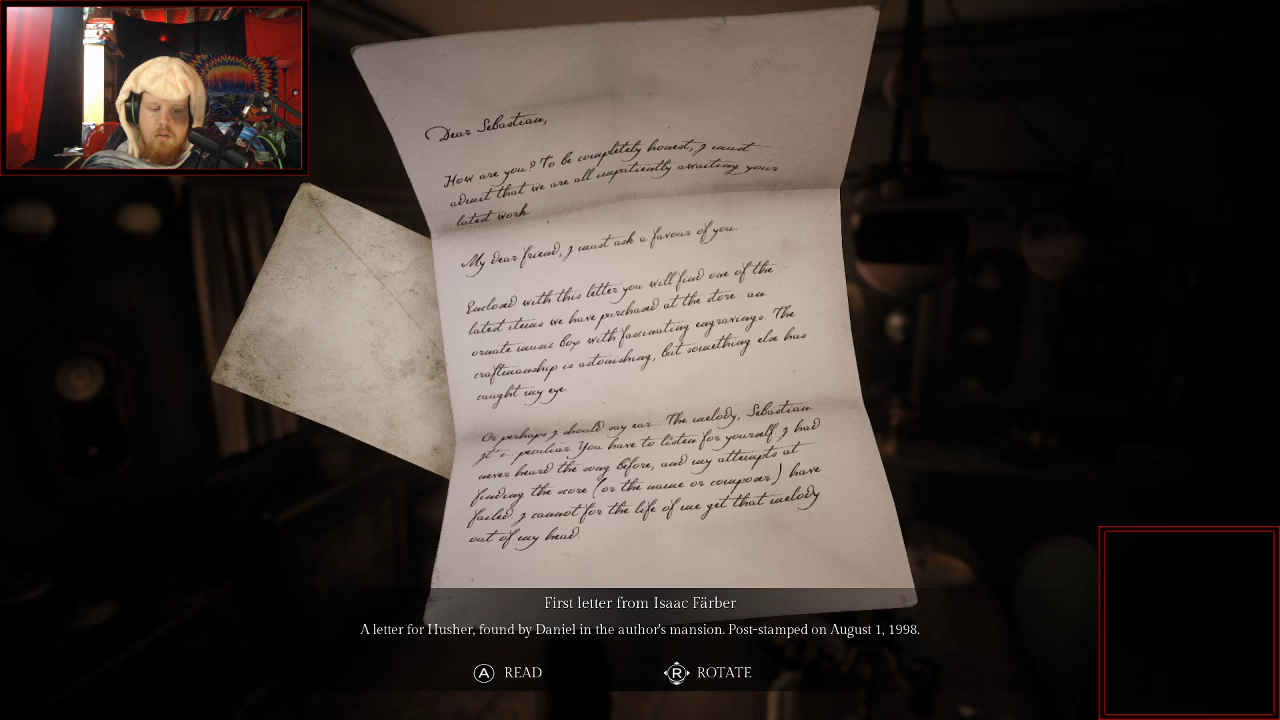 Dear Sebastian,
How are you? To be completely honest, I must
admit that we are all impatiently awaiting your
latest work.
My dear friend, I must ask a favour of you.
Enclosed with this letter you will find one of the
latest items we have purchased at the store: an
ornate music box with fascinating engravings. The
craftmanship is astonishing, but something else has
caught my eye.
Or perhaps I should say ear... The melody, Sebastian.
It's... peculiar. You have to listen for yourself. I had
never heard the song before, and my attempts at
finding the score (or the name or composer) have
failed. I cannot for the life of me get that melody
out of my head.
First letter from Isaac Färber
A letter for Husher, found by Daniel in the author's mansion. Post-stamped on August 1, 1998.
A READ
R ROTATE